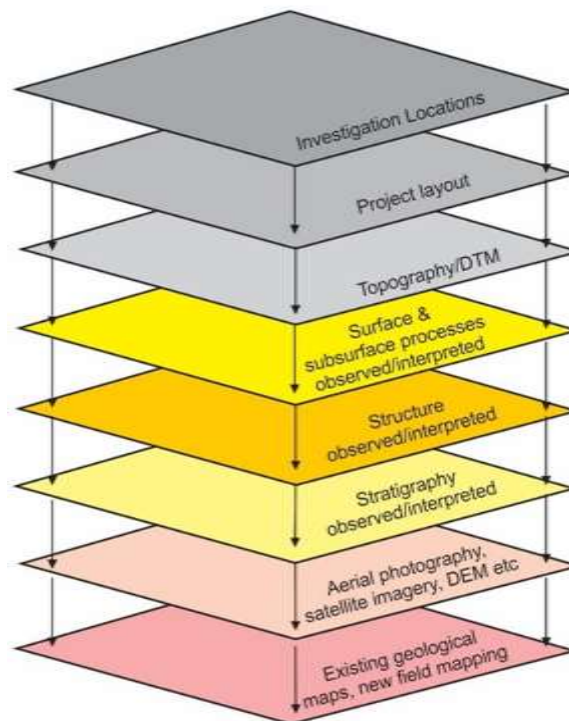 Investigation Locations
Project layout
Topography/DTM
Surface &
subsurface processes
observed/interpreted
Structure
observed/interpreted
Stratigraphy
observed/interpreted
Aerial photography,
satellite imagery, DEM etc
Existing geological
maps, new field mapping